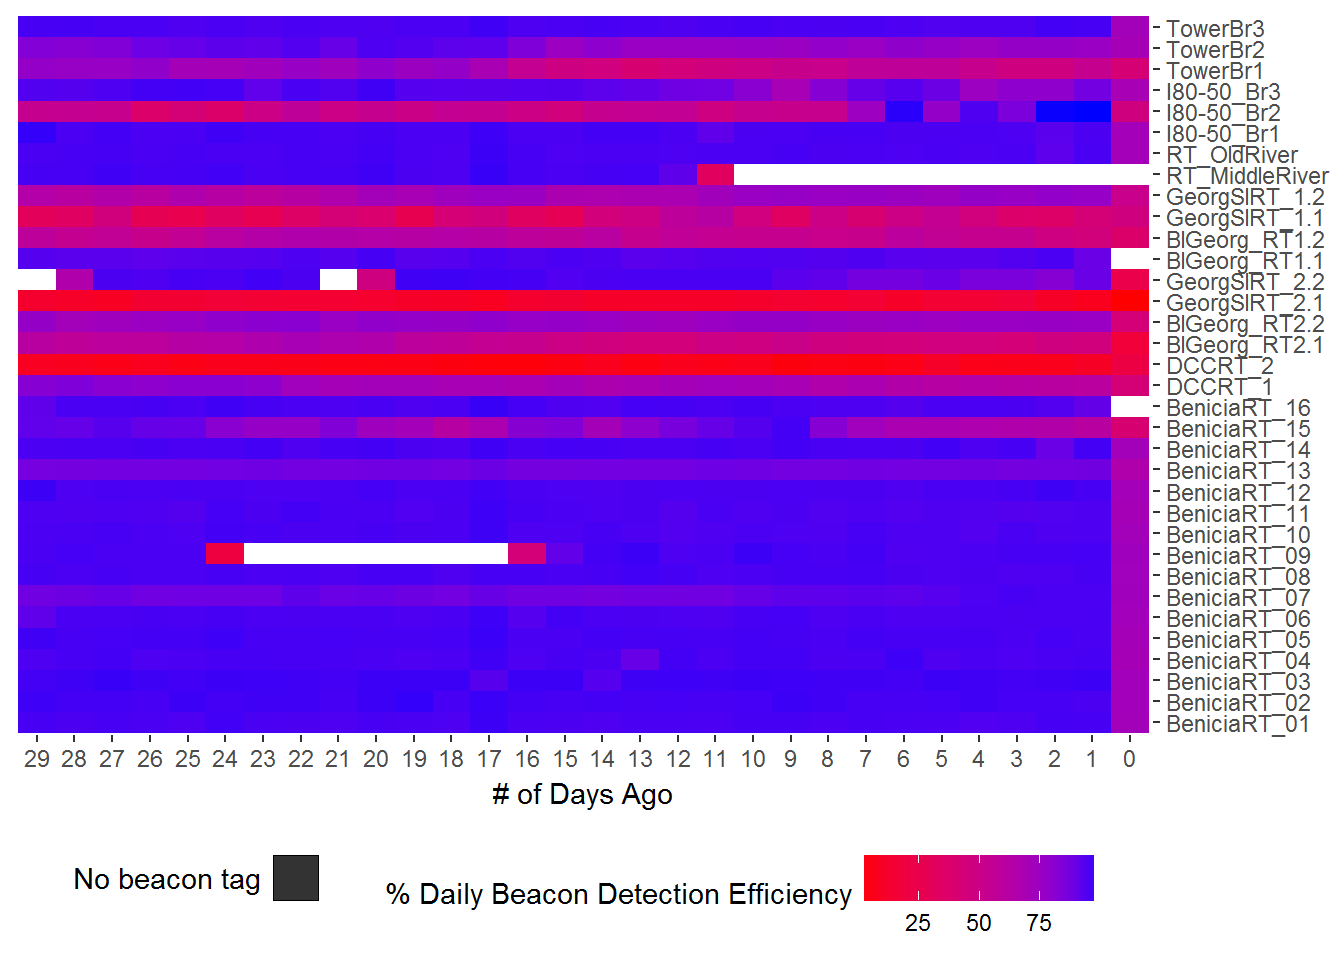 TowerBr3
TowerBr2
TowerBr1
I80-50_Br3
I80-50_Br2
I80-50_Br1
RT_OldRiver
RT_MiddleRiver
GeorgSlRT_1.2
GeorgSlRT_1.1
BlGeorg_RT1.2
BlGeorg_RT1.1
GeorgSlRT_2.2
GeorgSlRT_2.1
BlGeorg_RT2.2
BlGeorg_RT2.1
DCCRT_2
DCCRT_1
BeniciaRT_16
BeniciaRT_15
BeniciaRT_14
BeniciaRT_13
BeniciaRT_12
BeniciaRT_11
BeniciaRT_10
BeniciaRT_09
BeniciaRT_08
BeniciaRT_07
BeniciaRT_06
BeniciaRT_05
BeniciaRT_04
BeniciaRT_03
BeniciaRT_02
BeniciaRT_01
29 28 27 26 25 24 23 22 21 20 19 18 17 16 15 14 13 12 11 10 9 8 7 6 5 4 3 2 1 0
# of Days Ago
No beacon tag
% Daily Beacon Detection Efficiency
25 50 75